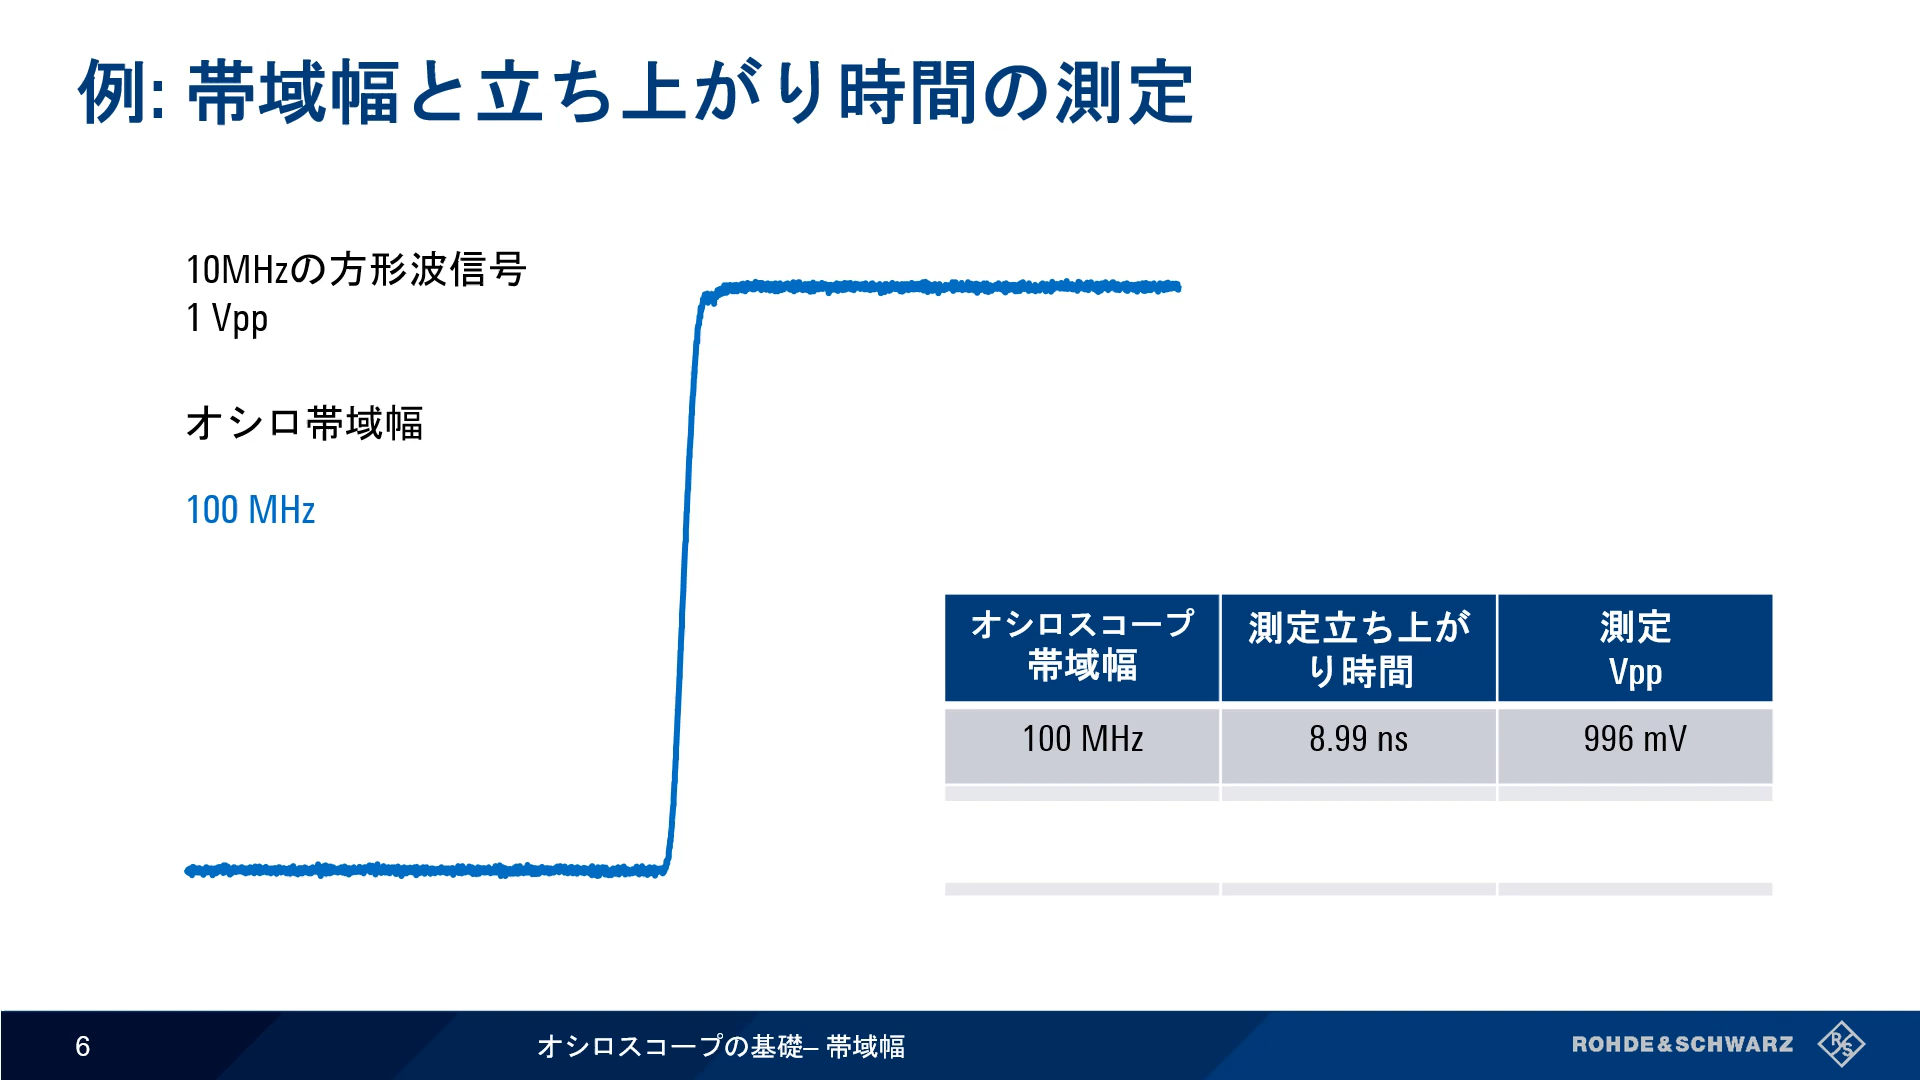 例: 帯域幅と立ち上がり時間の測定
10MHzの方形波信号
1 Vpp
オシロ帯域幅
100 MHz
オシロスコープ
帯域幅
測定立ち上が
り時間
測定
Vpp
100 MHz
8.99 ns
996 mV
6
オシロスコープの基礎– 帯域幅
ROHDE&SCHWARZ
R
S